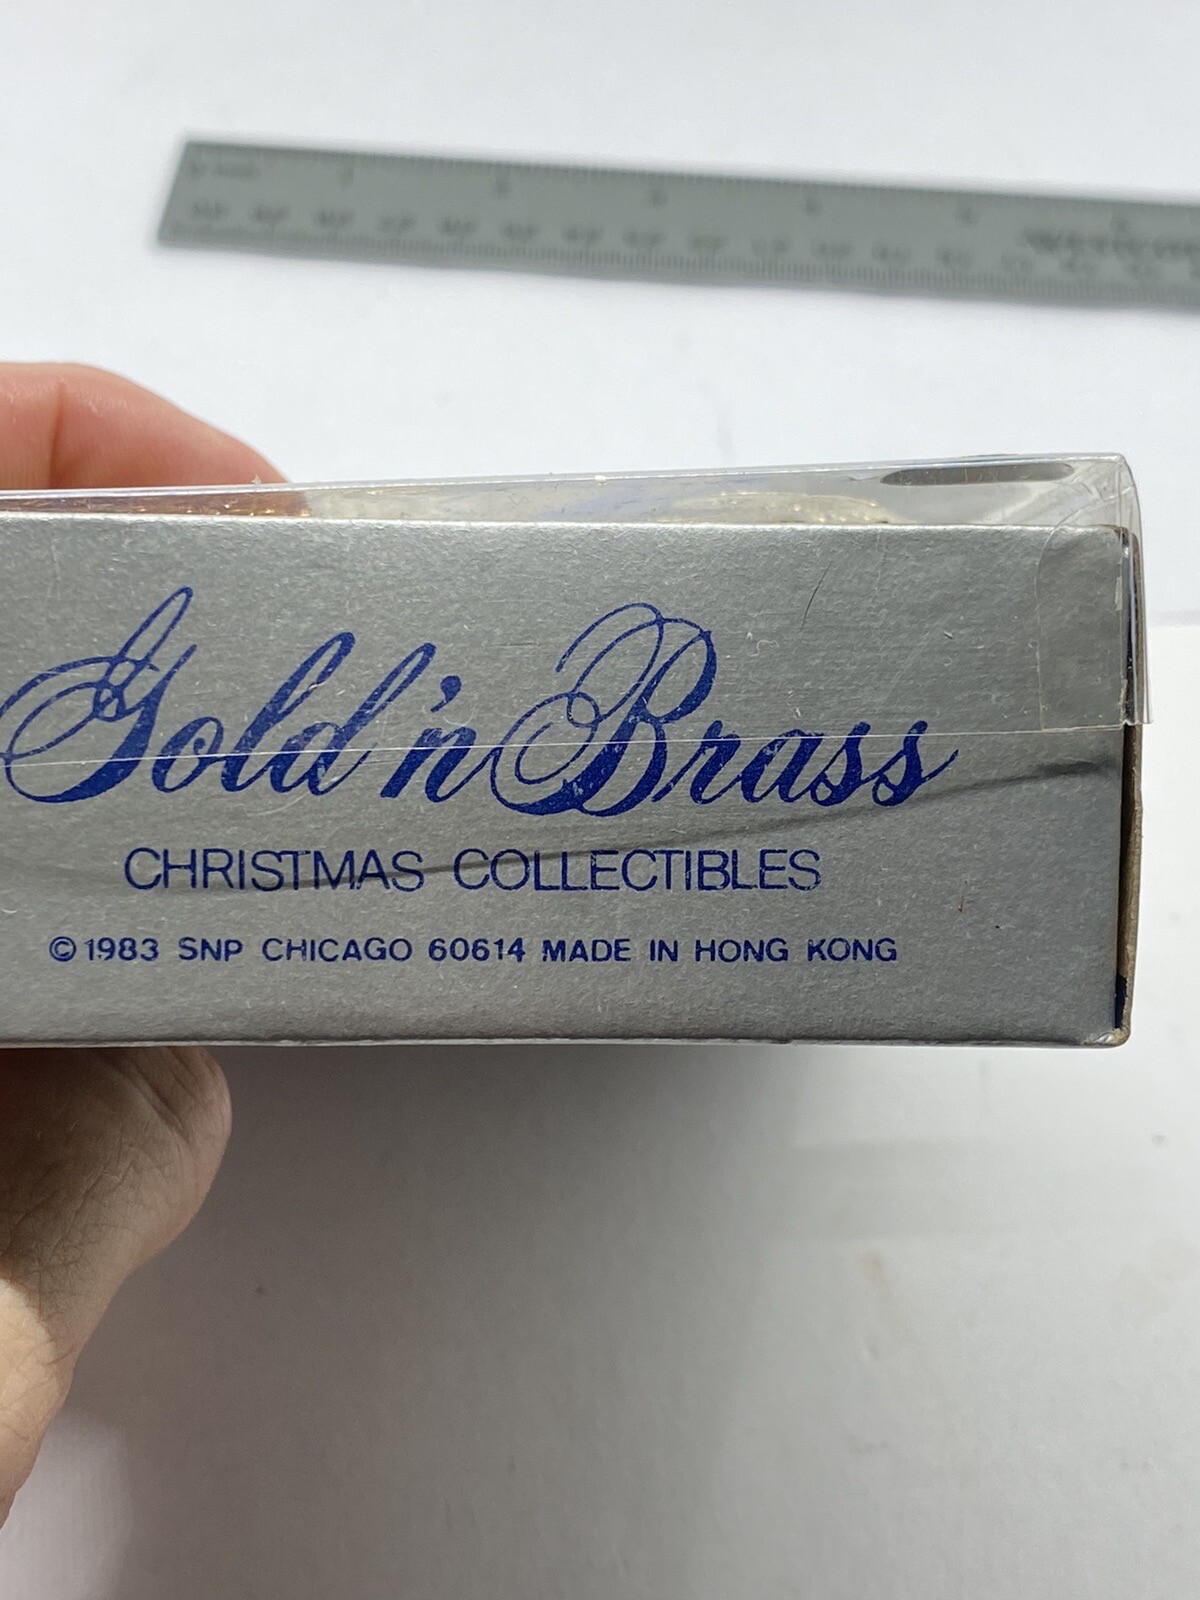 Gold 'n Brass
CHRISTMAS COLLECTIBLES
©1983 SNP CHICAGO 60614 MADE IN HONG KONG